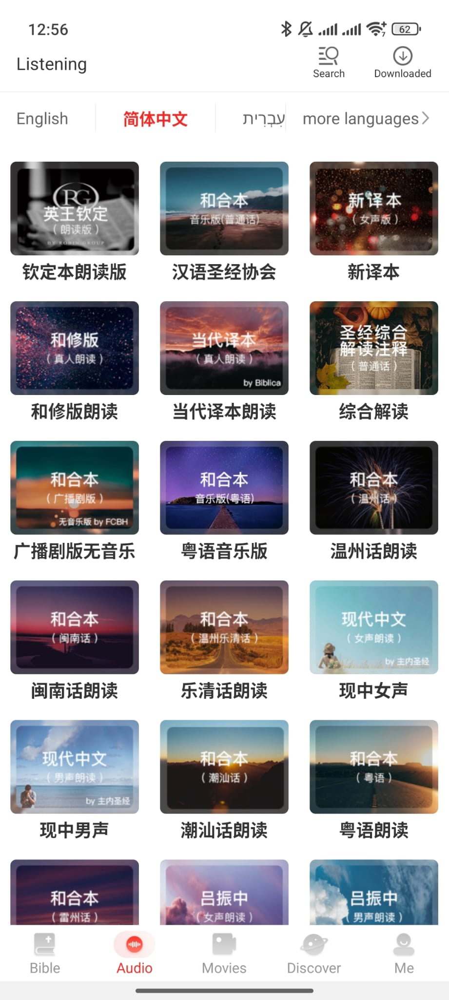 12:56
62
Listening
Search
Downloaded
English
简体中文
עִבְרִית
more languages
RG
英王钦定
（朗读版）
BY ROBIN GROUP
钦定本朗读版
和合本
音乐版(普通话)
汉语圣经协会
新译本
（女声版）
新译本
和修版
（真人朗读）
和修版朗读
当代译本
（真人朗读）
by Biblica
当代译本朗读
圣经综合
解读注释
（普通话）
综合解读
和合本
（广播剧版）
无音乐版 by FCBH
广播剧版无音乐
和合本
音乐版(粤语)
粤语音乐版
和合本
（温州话）
温州话朗读
和合本
（闽南话）
闽南话朗读
和合本
（温州乐清话）
乐清话朗读
现代中文
（女声朗读）
by 主内圣经
现中女声
现代中文
（男声朗读）
by 主内圣经
现中男声
和合本
（潮汕话）
潮汕话朗读
和合本
（粤语）
粤语朗读
和合本
（雷州话）
吕振中
（女声朗读）
吕振中
（男声朗读）
Bible
Audio
Movies
Discover
Me